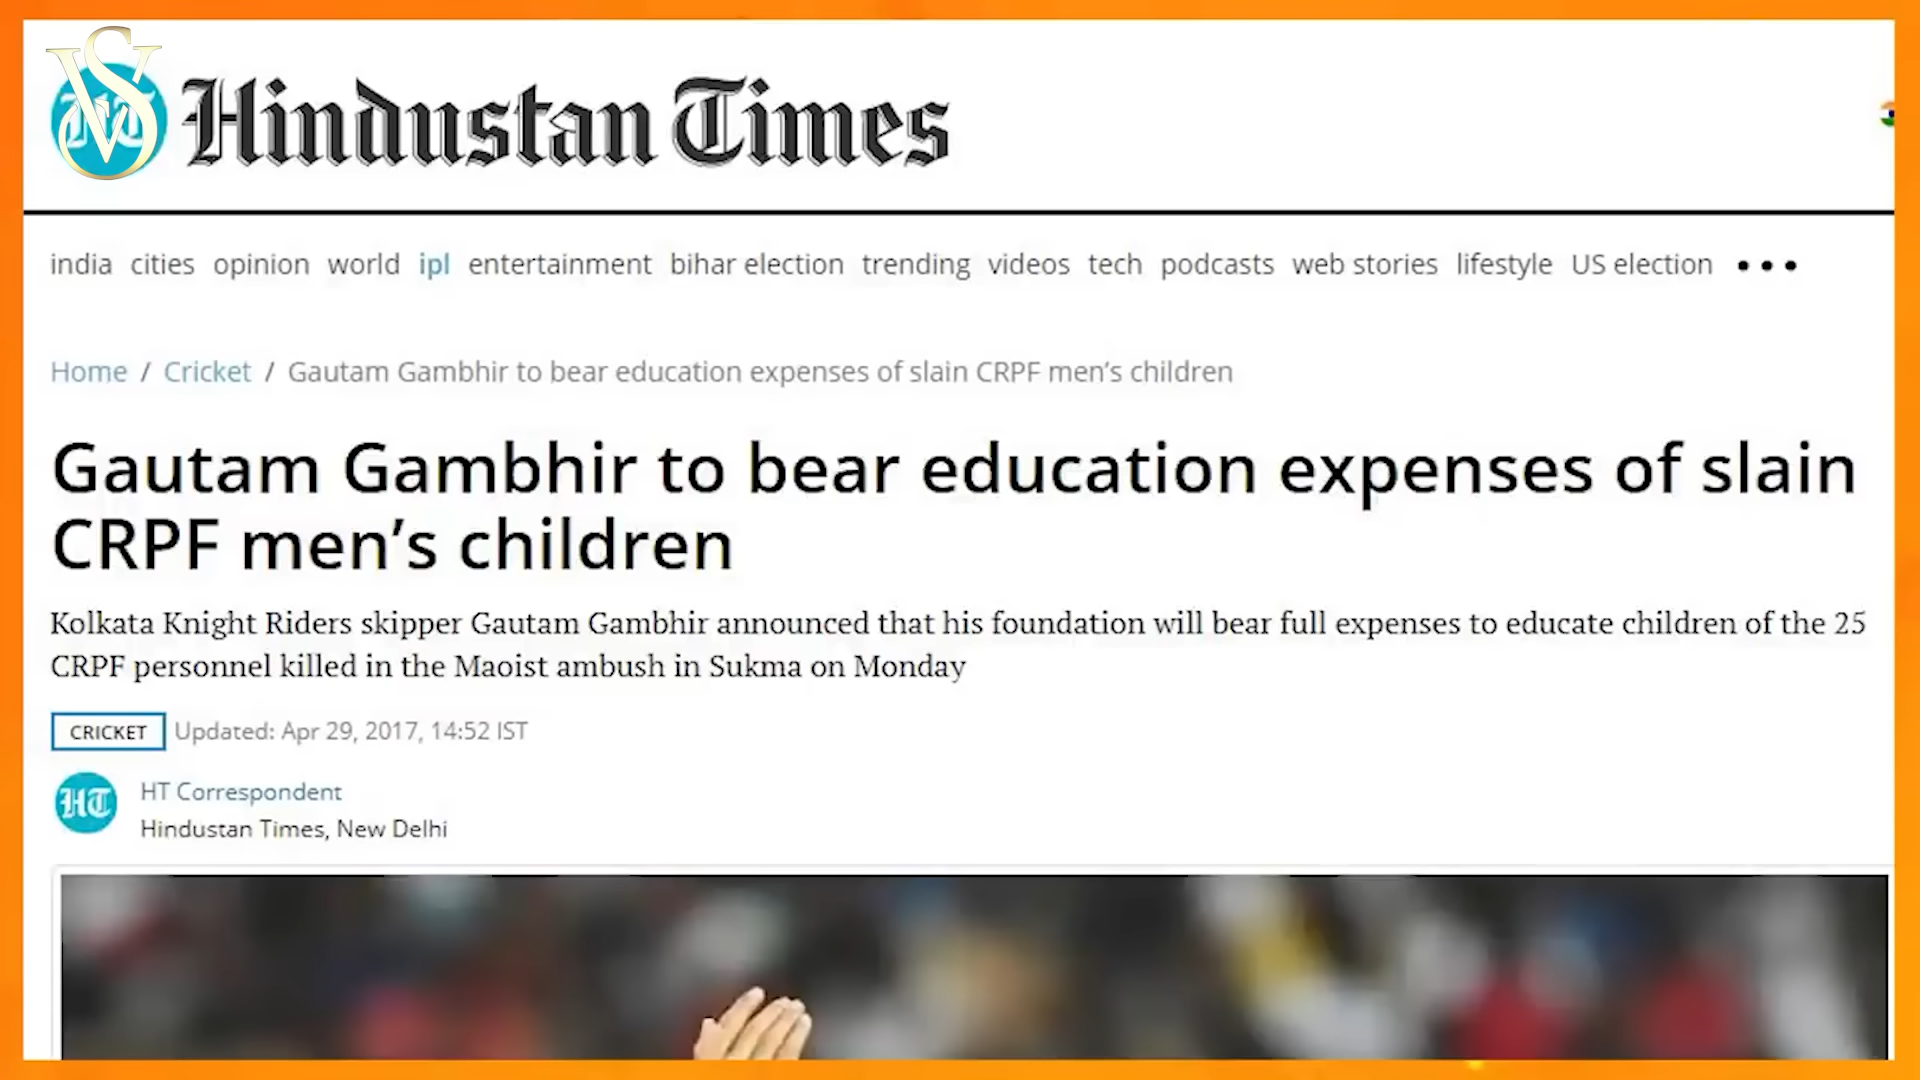 VS
HT Hindustan Times
india cities opinion world ipl entertainment bihar election trending videos tech podcasts web stories lifestyle US election •••
Home / Cricket / Gautam Gambhir to bear education expenses of slain CRPF men’s children
Gautam Gambhir to bear education expenses of slain
CRPF men’s children
Kolkata Knight Riders skipper Gautam Gambhir announced that his foundation will bear full expenses to educate children of the 25
CRPF personnel killed in the Maoist ambush in Sukma on Monday
CRICKET Updated: Apr 29, 2017, 14:52 IST
HT HT Correspondent
Hindustan Times, New Delhi